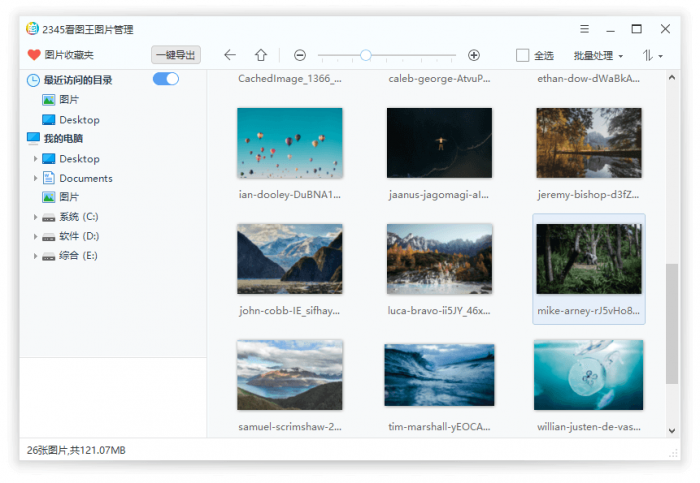 2345看图王图片管理
图片收藏夹
一键导出
全选
批量处理
最近访问的目录
图片
Desktop
我的电脑
Desktop
Documents
图片
系统 (C:)
软件 (D:)
综合 (E:)
CachedImage_1366_...
caleb-george-AtvuP...
ethan-dow-dWaBkA...
ian-dooley-DuBNA1...
jaanus-jagomagi-aI...
jeremy-bishop-d3fZ...
john-cobb-IE_sifhay...
luca-bravo-ii5JY_46x...
mike-arney-rJ5vHo8...
samuel-scrimshaw-2...
tim-marshall-yEOCA...
willian-justen-de-vas...
26张图片,共121.07MB